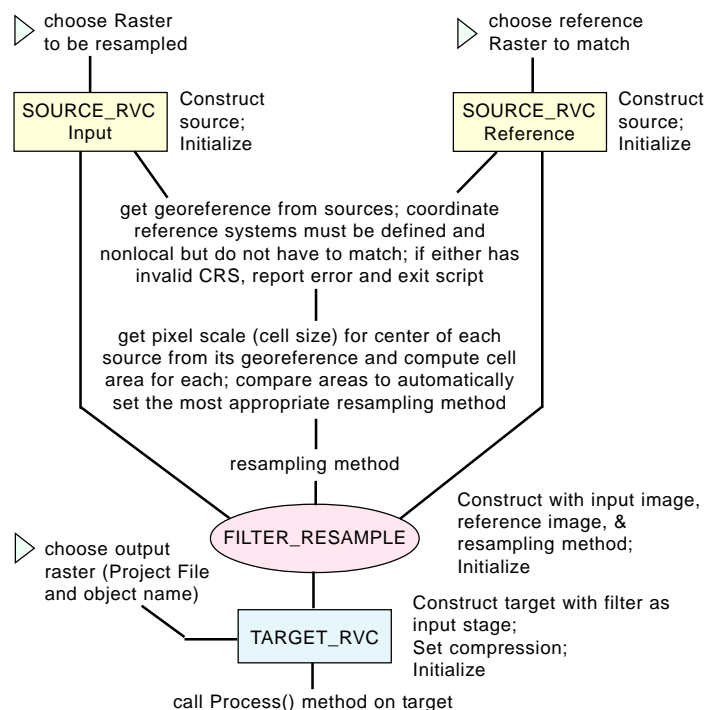 choose Raster
to be resampled
choose reference
Raster to match
SOURCE_RVC
Input
Construct
source;
Initialize
SOURCE_RVC
Reference
Construct
source;
Initialize
get georeference from sources; coordinate
reference systems must be defined and
nonlocal but do not have to match; if either has
invalid CRS, report error and exit script
get pixel scale (cell size) for center of each
source from its georeference and compute cell
area for each; compare areas to automatically
set the most appropriate resampling method
resampling method
FILTER_RESAMPLE
Construct with input image,
reference image, &
resampling method;
Initialize
choose output
raster (Project File
and object name)
TARGET_RVC
Construct target with filter as
input stage;
Set compression;
Initialize
call Process() method on target